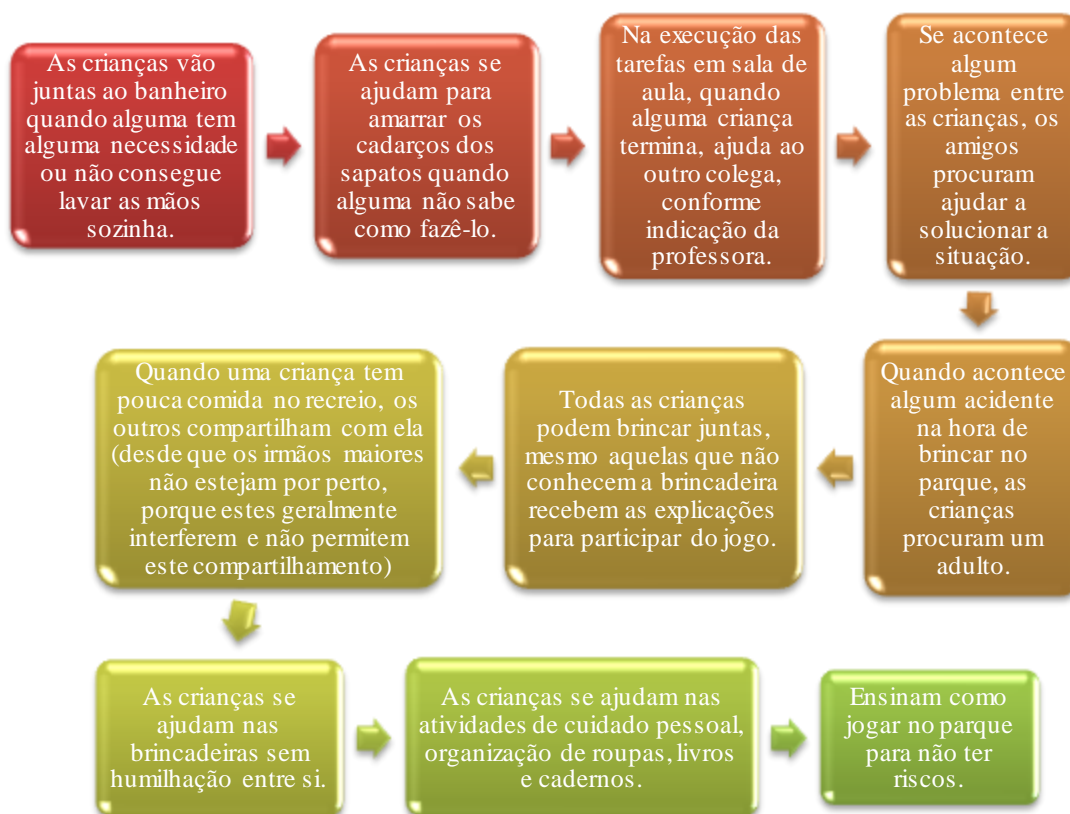 As crianças vão
juntas ao banheiro
quando alguma tem
alguma necessidade
ou não consegue
lavar as mãos
sozinha.
As crianças se
ajudam para
amarrar os
cadarços dos
sapatos quando
alguma não sabe
como fazê-lo.
Na execução das
tarefas em sala de
aula, quando
alguma criança
termina, ajuda ao
outro colega,
conforme
indicação da
professora.
Se acontece
algum
problema entre
as crianças, os
amigos
procuram
ajudar a
solucionar a
situação.
Quando acontece
algum acidente
na hora de
brincar no
parque, as
crianças
procuram um
adulto.
Todas as crianças
podem brincar juntas,
mesmo aquelas que não
conhecem a brincadeira
recebem as explicações
para participar do jogo.
Quando uma criança tem
pouca comida no recreio, os
outros compartilham com ela
(desde que os irmãos maiores
não estejam por perto,
porque estes geralmente
interferem e não permitem
este compartilhamento)
As crianças se
ajudam nas
brincadeiras sem
humilhação entre si.
As crianças se ajudam nas
atividades de cuidado pessoal,
organização de roupas, livros
e cadernos.
Ensinam como
jogar no parque
para não ter
riscos.